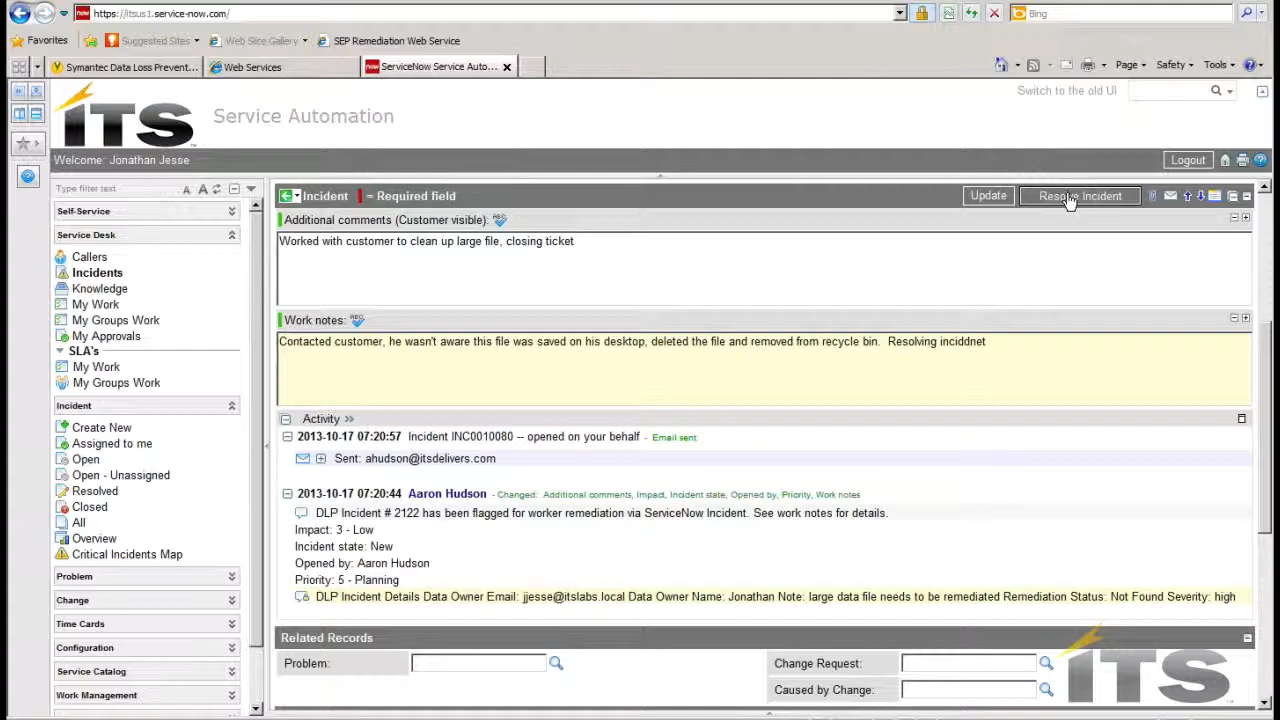 https://itsus1.service-now.com/
Bing
Favorites
Suggested Sites
Web Slice Gallery
SEP Remediation Web Service
Symantec Data Loss Prevent...
Web Services
now
ServiceNow Service Auto...
Page
Safety
Tools
iTS
Service Automation
Switch to the old UI
Welcome: Jonathan Jesse
Logout
Type filter text
A A
Self-Service
Service Desk
Callers
Incidents
Knowledge
My Work
My Groups Work
My Approvals
SLA's
My Work
My Groups Work
Incident
Create New
Assigned to me
Open
Open - Unassigned
Resolved
Closed
All
Overview
Critical Incidents Map
Problem
Change
Time Cards
Configuration
Service Catalog
Work Management
Incident
= Required field
Update
Resolve Incident
Additional comments (Customer visible):
Worked with customer to clean up large file, closing ticket
Work notes:
Contacted customer, he wasn't aware this file was saved on his desktop, deleted the file and removed from recycle bin.  Resolving inciddnet
Activity
2013-10-17 07:20:57 Incident INC0010080 -- opened on your behalf - Email sent
Sent: ahudson@itsdelivers.com
2013-10-17 07:20:44 Aaron Hudson - Changed: Additional comments, Impact, Incident state, Opened by, Priority, Work notes
DLP Incident # 2122 has been flagged for worker remediation via ServiceNow Incident. See work notes for details.
Impact: 3 - Low
Incident state: New
Opened by: Aaron Hudson
Priority: 5 - Planning
DLP Incident Details Data Owner Email: jjesse@itslabs.local Data Owner Name: Jonathan Note: large data file needs to be remediated Remediation Status: Not Found Severity: high
Related Records
Problem:
Change Request:
Caused by Change:
iTS